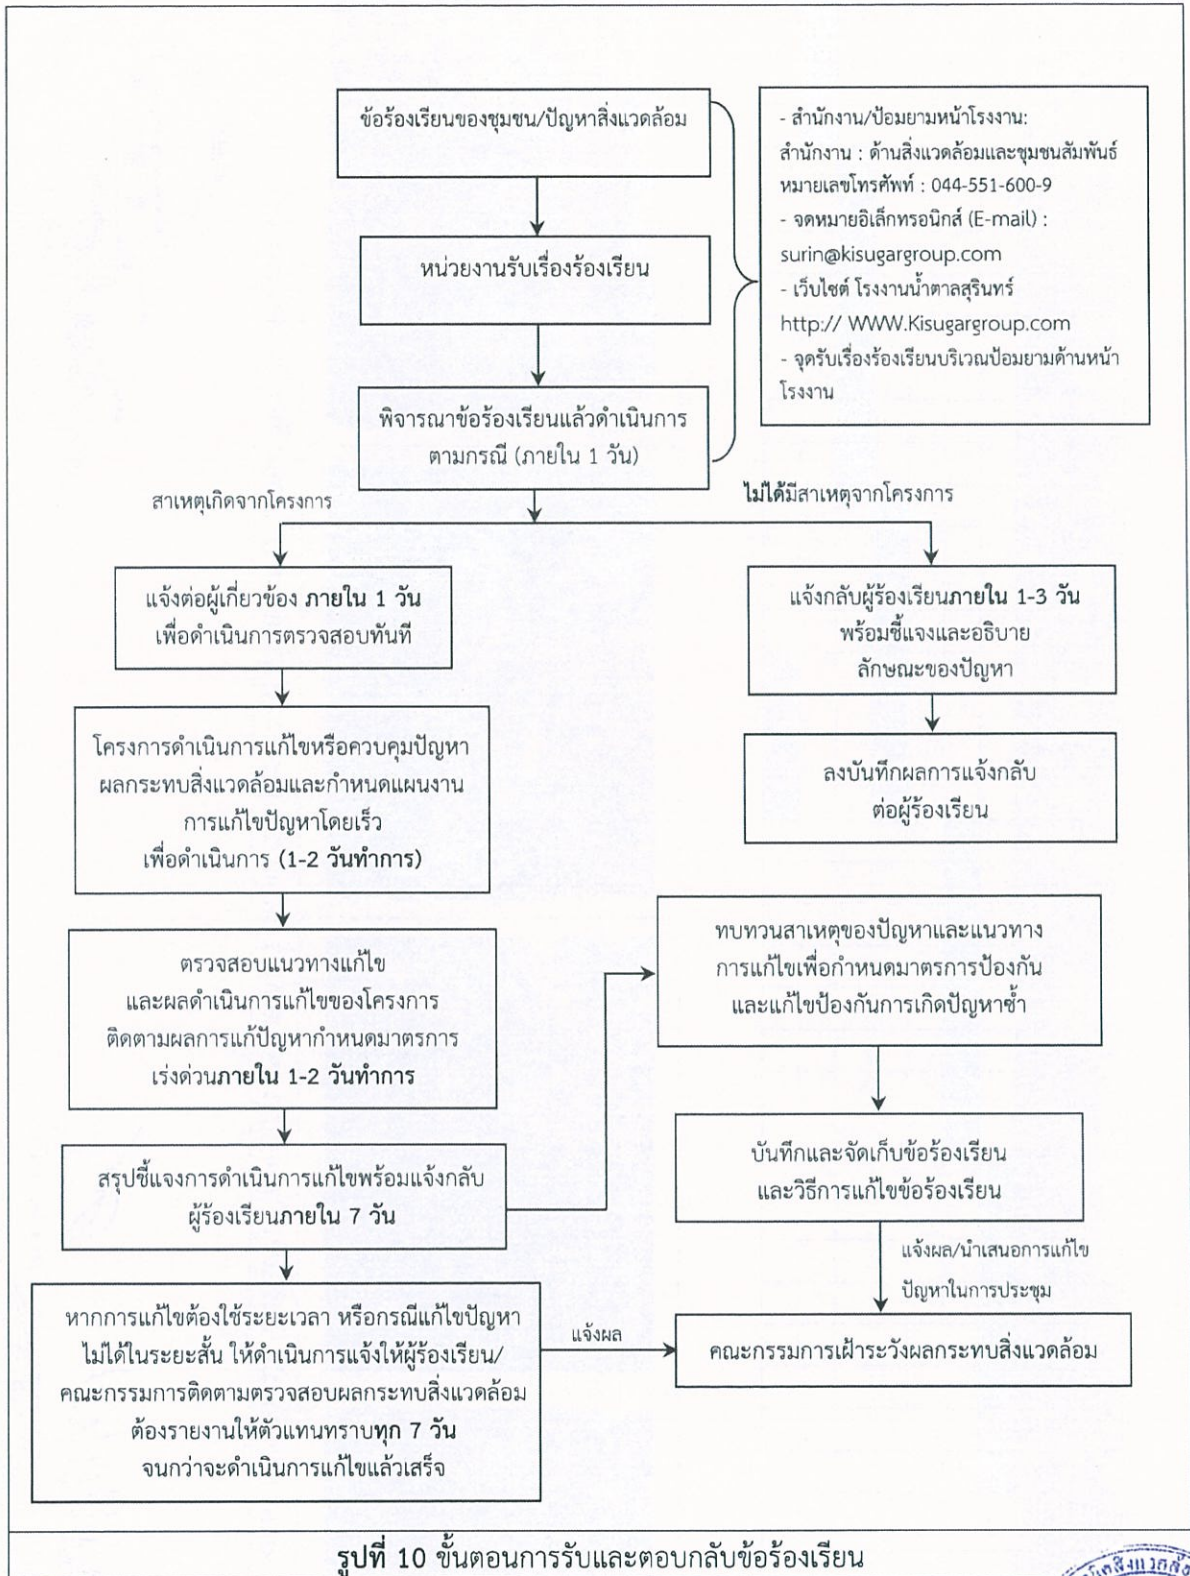 ข้อร้องเรียนของชุมชน/ปัญหาสิ่งแวดล้อม
- สำนักงาน/ป้อมยามหน้าโรงงาน:
สำนักงาน : ด้านสิ่งแวดล้อมและชุมชนสัมพันธ์
หมายเลขโทรศัพท์ : 044-551-600-9
- จดหมายอิเล็กทรอนิกส์ (E-mail) :
surin@kisugargroup.com
- เว็บไซต์ โรงงานน้ำตาลสุรินทร์
http:// WWW.Kisugargroup.com
- จุดรับเรื่องร้องเรียนบริเวณป้อมยามด้านหน้า
โรงงาน
หน่วยงานรับเรื่องร้องเรียน
พิจารณาข้อร้องเรียนแล้วดำเนินการ
ตามกรณี (ภายใน 1 วัน)
สาเหตุเกิดจากโครงการ
ไม่ได้มีสาเหตุจากโครงการ
แจ้งต่อผู้เกี่ยวข้อง ภายใน 1 วัน
เพื่อดำเนินการตรวจสอบทันที
แจ้งกลับผู้ร้องเรียนภายใน 1-3 วัน
พร้อมชี้แจงและอธิบาย
ลักษณะของปัญหา
โครงการดำเนินการแก้ไขหรือควบคุมปัญหา
ผลกระทบสิ่งแวดล้อมและกำหนดแผนงาน
การแก้ไขปัญหาโดยเร็ว
เพื่อดำเนินการ (1-2 วันทำการ)
ลงบันทึกผลการแจ้งกลับ
ต่อผู้ร้องเรียน
ตรวจสอบแนวทางแก้ไข
และผลดำเนินการแก้ไขของโครงการ
ติดตามผลการแก้ปัญหากำหนดมาตรการ
เร่งด่วนภายใน 1-2 วันทำการ
ทบทวนสาเหตุของปัญหาและแนวทาง
การแก้ไขเพื่อกำหนดมาตรการป้องกัน
และแก้ไขป้องกันการเกิดปัญหาซ้ำ
สรุปชี้แจงการดำเนินการแก้ไขพร้อมแจ้งกลับ
ผู้ร้องเรียนภายใน 7 วัน
บันทึกและจัดเก็บข้อร้องเรียน
และวิธีการแก้ไขข้อร้องเรียน
แจ้งผล/นำเสนอการแก้ไข
ปัญหาในการประชุม
หากการแก้ไขต้องใช้ระยะเวลา หรือกรณีแก้ไขปัญหา
ไม่ได้ในระยะสั้น ให้ดำเนินการแจ้งให้ผู้ร้องเรียน/
คณะกรรมการติดตามตรวจสอบผลกระทบสิ่งแวดล้อม
ต้องรายงานให้ตัวแทนทราบทุก 7 วัน
จนกว่าจะดำเนินการแก้ไขแล้วเสร็จ
แจ้งผล
คณะกรรมการเฝ้าระวังผลกระทบสิ่งแวดล้อม
รูปที่ 10 ขั้นตอนการรับและตอบกลับข้อร้องเรียน